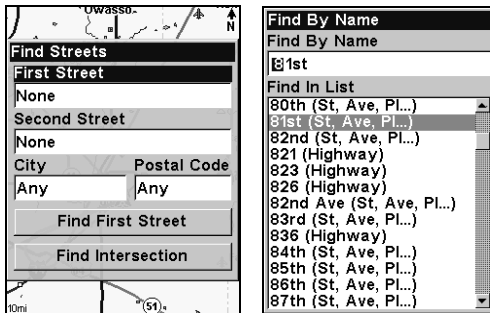 Owasso
N
Find Streets
First Street
None
Second Street
None
City Postal Code
Any Any
Find First Street
Find Intersection
10mi
51
Find By Name
Find By Name
81st
Find In List
80th (St, Ave, Pl...)
81st (St, Ave, Pl...)
82nd (St, Ave, Pl...)
821 (Highway)
823 (Highway)
826 (Highway)
82nd Ave (St, Ave, Pl...)
83rd (St, Ave, Pl...)
836 (Highway)
84th (St, Ave, Pl...)
85th (St, Ave, Pl...)
86th (St, Ave, Pl...)
87th (St, Ave, Pl...)